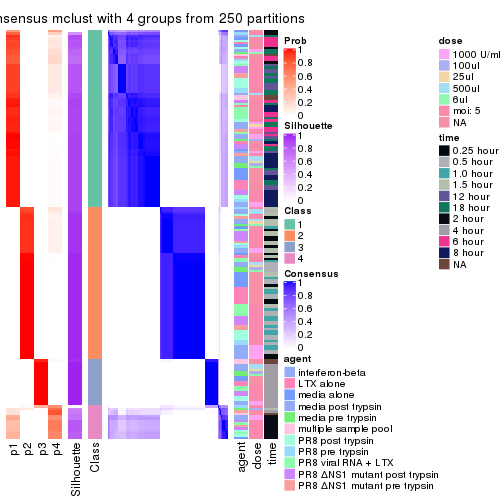 nsensus mclust with 4 groups from 250 partitions
Prob
1
0.8
0.6
0.4
0.2
0
Silhouette
1
0.8
0.6
0.4
0.2
0
Class
1
2
3
4
Consensus
1
0.8
0.6
0.4
0.2
0
agent
interferon-beta
LTX alone
media alone
media post trypsin
media pre trypsin
multiple sample pool
PR8 post trypsin
PR8 pre trypsin
PR8 viral RNA + LTX
PR8 ΔNS1 mutant post trypsin
PR8 ΔNS1 mutant pre trypsin
dose
1000 U/ml
100ul
25ul
500ul
6ul
moi: 5
NA
time
0.25 hour
0.5 hour
1.0 hour
1.5 hour
12 hour
18 hour
2 hour
4 hour
6 hour
8 hour
NA
p1
p2
p3
p4
Silhouette
Class
agent
dose
time